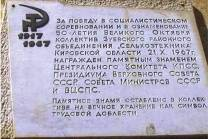 1917
1967
ЗА ПОБЕДУ В СОЦИАЛИСТИЧЕСКОМ
СОРЕВНОВАНИИ И В ОЗНАМЕНОВАНИЕ
50-ЛЕТИЯ ВЕЛИКОГО ОКТЯБРЯ
КОЛЛЕКТИВ ЗУЕВСКОГО РАЙОННОГО
ОБЪЕДИНЕНИЯ „СЕЛЬХОЗТЕХНИКА"
КИРОВСКОЙ ОБЛАСТИ 21.X.1967г.
НАГРАЖДЕН ПАМЯТНЫМ ЗНАМЕНЕМ
ЦЕНТРАЛЬНОГО КОМИТЕТА КПСС,
ПРЕЗИДИУМА ВЕРХОВНОГО СОВЕТА
СССР, СОВЕТА МИНИСТРОВ СССР
И ВЦСПС.
ПАМЯТНОЕ ЗНАМЯ ОСТАВЛЕНО В КОЛЛЕК-
ТИВЕ НА ВЕЧНОЕ ХРАНЕНИЕ КАК СИМВОЛ
ТРУДОВОЙ ДОБЛЕСТИ.